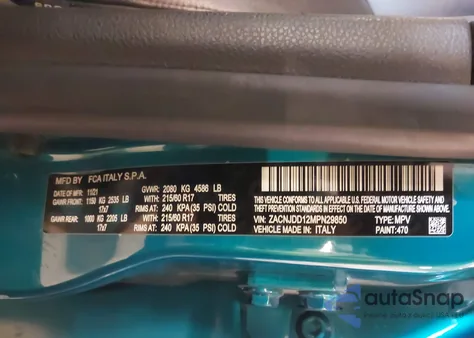 MFD BY: FCA ITALY S.P.A.
DATE OF MFR: 11/21 GVWR: 2080 KG 4586 LB
GAWR FRONT: 1150 KG 2535 LB WITH: 215/60 R17 TIRES
17x7 RIMS AT: 240 KPA(35 PSI) COLD
GAWR REAR: 1000 KG 2205 LB WITH: 215/60 R17 TIRES
17x7 RIMS AT: 240 KPA(35 PSI) COLD
THIS VEHICLE CONFORMS TO ALL APPLICABLE U.S.A. FEDERAL MOTOR VEHICLE SAFETY AND
THEFT PREVENTION STANDARDS IN EFFECT ON THE DATE OF MANUFACTURE SHOWN ABOVE.
VIN: ZACNJDD12MPN29850 TYPE: MPV
VEHICLE MADE IN: ITALY PAINT: 470
autaSnap